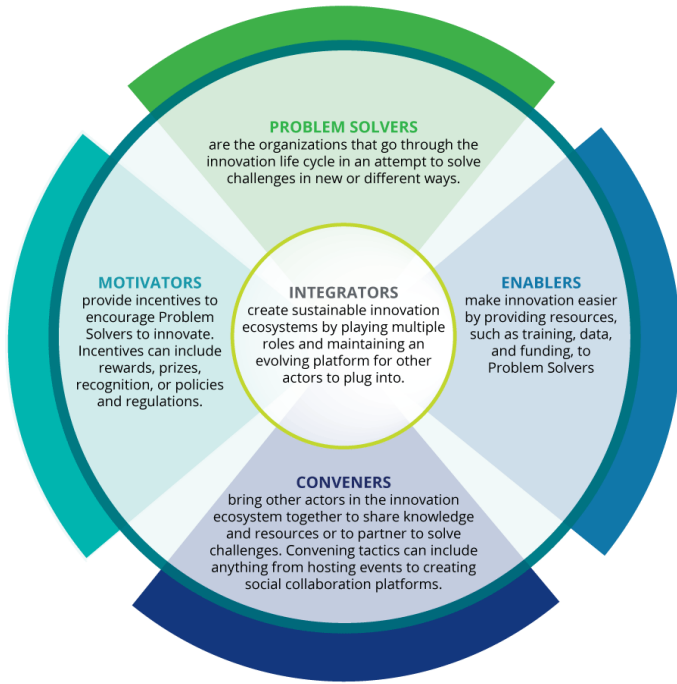 PROBLEM SOLVERS
are the organizations that go through the
innovation life cycle in an attempt to solve
challenges in new or different ways.
MOTIVATORS
provide incentives to
encourage Problem
Solvers to innovate.
Incentives can include
rewards, prizes,
recognition, or policies
and regulations.
INTEGRATORS
create sustainable innovation
ecosystems by playing multiple
roles and maintaining an
evolving platform for other
actors to plug into.
ENABLERS
make innovation easier
by providing resources,
such as training, data,
and funding, to
Problem Solvers
CONVENERS
bring other actors in the innovation
ecosystem together to share knowledge
and resources or to partner to solve
challenges. Convening tactics can include
anything from hosting events to creating
social collaboration platforms.